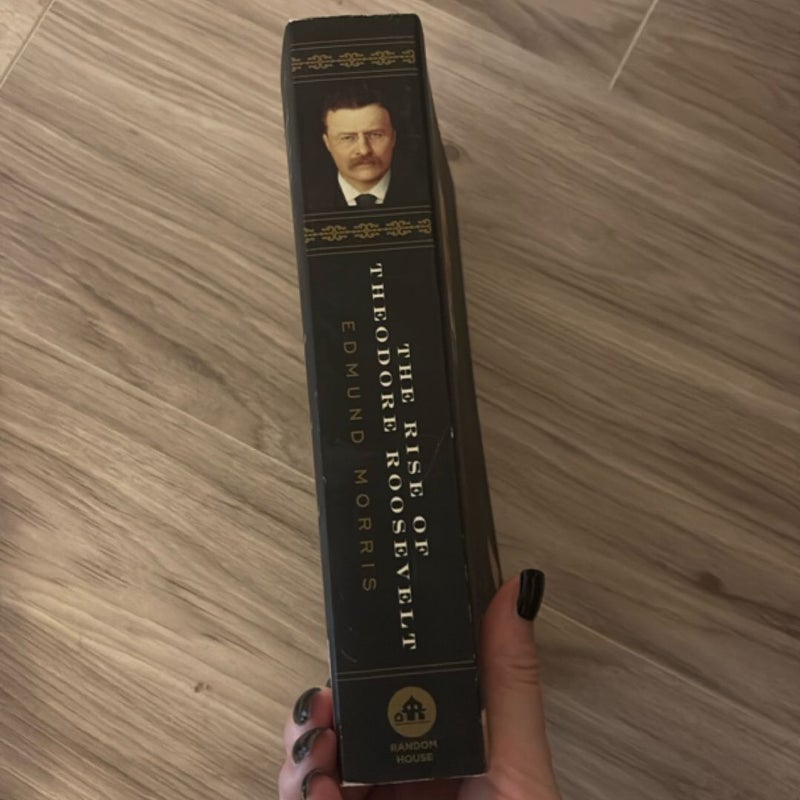 THE RISE OF
THEODORE ROOSEVELT
EDMUND MORRIS
RANDOM
HOUSE